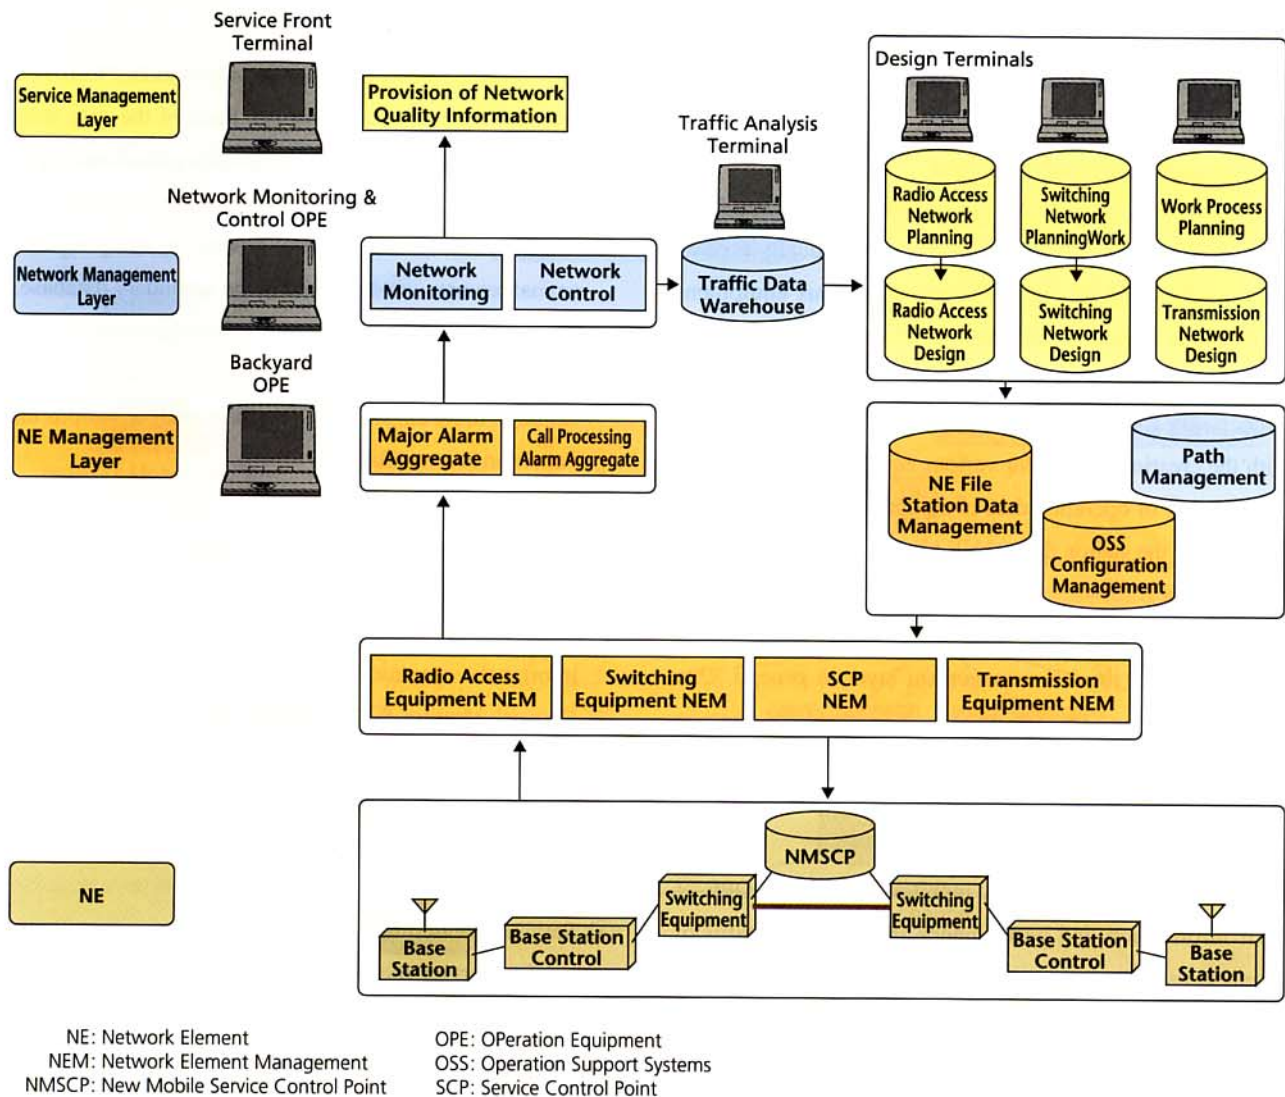 Service Front
Terminal
Service Management
Layer
Provision of Network
Quality Information
Traffic Analysis
Terminal
Design Terminals
Radio Access
Network
Planning
Switching
Network
PlanningWork
Work Process
Planning
Network Monitoring &
Control OPE
Network Management
Layer
Network
Monitoring
Network
Control
Traffic Data
Warehouse
Radio Access
Network
Design
Switching
Network
Design
Transmission
Network
Design
Backyard
OPE
NE Management
Layer
Major Alarm
Aggregate
Call Processing
Alarm Aggregate
NE File
Station Data
Management
Path
Management
OSS
Configuration
Management
Radio Access
Equipment NEM
Switching
Equipment NEM
SCP
NEM
Transmission
Equipment NEM
NE
NMSCP
Switching
Equipment
Switching
Equipment
Base
Station
Base Station
Control
Base Station
Control
Base
Station
NE: Network Element
NEM: Network Element Management
NMSCP: New Mobile Service Control Point
OPE: OPeration Equipment
OSS: Operation Support Systems
SCP: Service Control Point